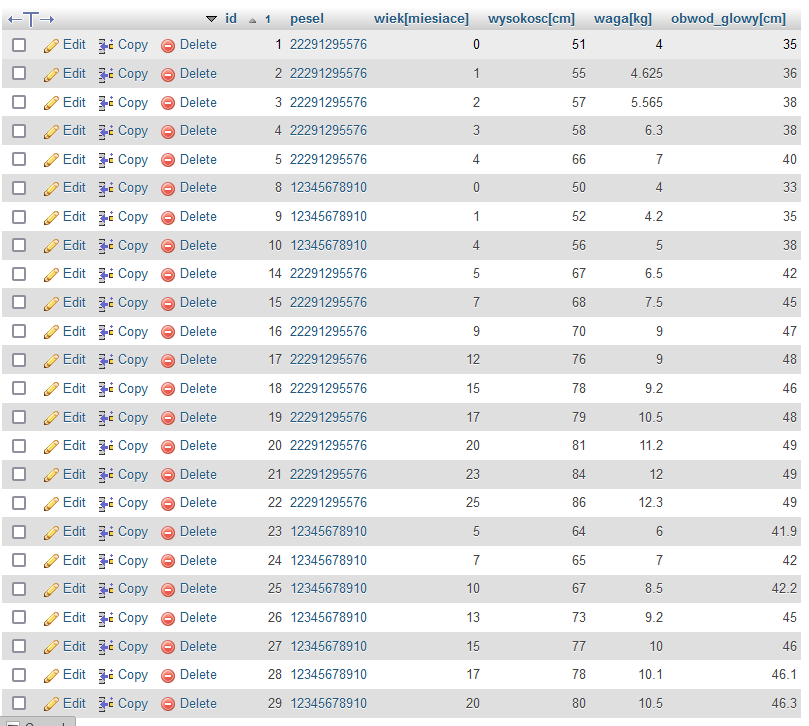 ←T→ id 1 pesel wiek[miesiace] wysokosc[cm] waga[kg] obwod_glowy[cm]
Edit Copy Delete 1 22291295576 0 51 4 35
Edit Copy Delete 2 22291295576 1 55 4.625 36
Edit Copy Delete 3 22291295576 2 57 5.565 38
Edit Copy Delete 4 22291295576 3 58 6.3 38
Edit Copy Delete 5 22291295576 4 66 7 40
Edit Copy Delete 8 12345678910 0 50 4 33
Edit Copy Delete 9 12345678910 1 52 4.2 35
Edit Copy Delete 10 12345678910 4 56 5 38
Edit Copy Delete 14 22291295576 5 67 6.5 42
Edit Copy Delete 15 22291295576 7 68 7.5 45
Edit Copy Delete 16 22291295576 9 70 9 47
Edit Copy Delete 17 22291295576 12 76 9 48
Edit Copy Delete 18 22291295576 15 78 9.2 46
Edit Copy Delete 19 22291295576 17 79 10.5 48
Edit Copy Delete 20 22291295576 20 81 11.2 49
Edit Copy Delete 21 22291295576 23 84 12 49
Edit Copy Delete 22 22291295576 25 86 12.3 49
Edit Copy Delete 23 12345678910 5 64 6 41.9
Edit Copy Delete 24 12345678910 7 65 7 42
Edit Copy Delete 25 12345678910 10 67 8.5 42.2
Edit Copy Delete 26 12345678910 13 73 9.2 45
Edit Copy Delete 27 12345678910 15 77 10 46
Edit Copy Delete 28 12345678910 17 78 10.1 46.1
Edit Copy Delete 29 12345678910 20 80 10.5 46.3